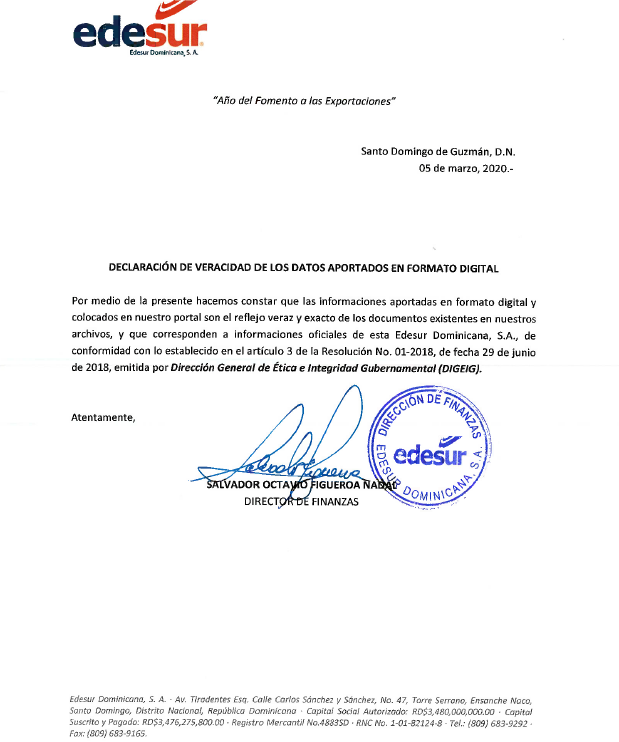 edesur
Edesur Dominicana, S. A.
“Año del Fomento a las Exportaciones”
Santo Domingo de Guzmán, D.N.
05 de marzo, 2020.-
DECLARACIÓN DE VERACIDAD DE LOS DATOS APORTADOS EN FORMATO DIGITAL
Por medio de la presente hacemos constar que las informaciones aportadas en formato digital y
colocados en nuestro portal son el reflejo veraz y exacto de los documentos existentes en nuestros
archivos, y que corresponden a informaciones oficiales de esta Edesur Dominicana, S.A., de
conformidad con lo establecido en el artículo 3 de la Resolución No. 01-2018, de fecha 29 de junio
de 2018, emitida por Dirección General de Ética e Integridad Gubernamental (DIGEIG).
Atentamente,
DIRECCIÓN DE FINANZAS
edesur
EDESUR DOMINICANA, S.A.
Salvador Figueroa
SALVADOR OCTAVIO FIGUEROA ÑADAL
DIRECTOR DE FINANZAS
Edesur Dominicana, S. A. · Av. Tiradentes Esq. Calle Carlos Sánchez y Sánchez, No. 47, Torre Serrano, Ensanche Naco,
Santo Domingo, Distrito Nacional, República Dominicana · Capital Social Autorizado: RD$3,480,000,000.00 · Capital
Suscrito y Pagado: RD$3,476,275,800.00 · Registro Mercantil No.4883SD · RNC No. 1-01-82124-8 · Tel.: (809) 683-9292 ·
Fax: (809) 683-9165.